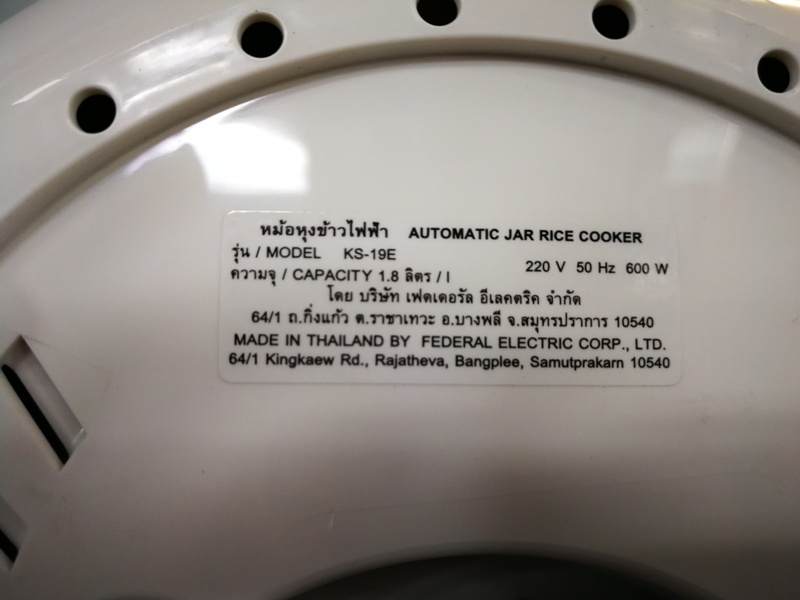 หม้อหุงข้าวไฟฟ้า AUTOMATIC JAR RICE COOKER
รุ่น / MODEL KS-19E
220 V 50 Hz 600 W
ความจุ / CAPACITY 1.8 ลิตร / l
โดย บริษัท เฟดเดอรัล อีเลคตริค จำกัด
64/1 ถ.กิ่งแก้ว ต.ราชาเทวะ อ.บางพลี จ.สมุทรปราการ 10540
MADE IN THAILAND BY FEDERAL ELECTRIC CORP., LTD.
64/1 Kingkaew Rd., Rajatheva, Bangplee, Samutprakarn 10540